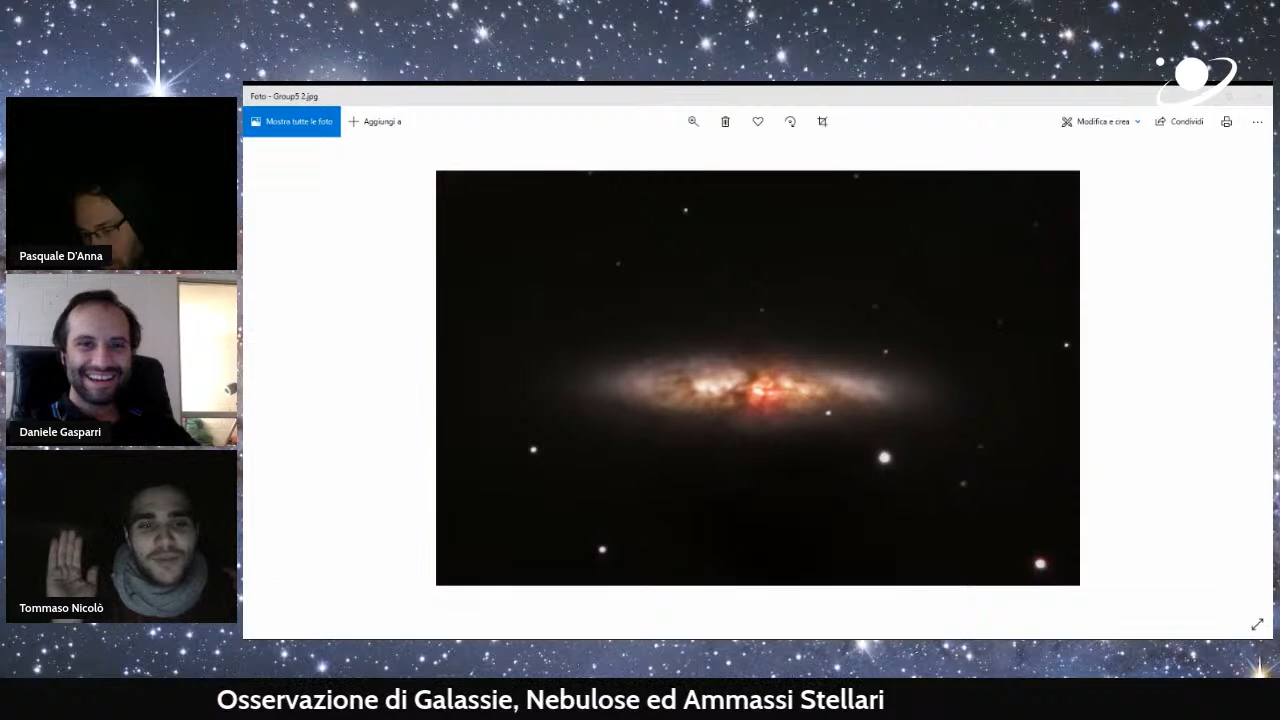 Foto - Group5 2.jpg
Mostra tutte le foto
Aggiungi a
Modifica e crea
Condividi
Pasquale D'Anna
Daniele Gasparri
Tommaso Nicolò
Osservazione di Galassie, Nebulose ed Ammassi Stellari